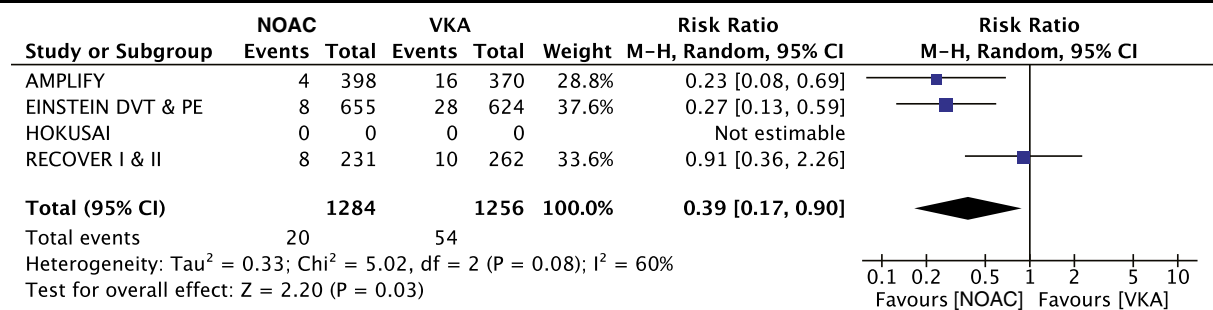 NOAC VKA Risk Ratio Risk Ratio
Study or Subgroup Events Total Events Total Weight M-H, Random, 95% CI M-H, Random, 95% CI
AMPLIFY 4 398 16 370 28.8% 0.23 [0.08, 0.69]
EINSTEIN DVT & PE 8 655 28 624 37.6% 0.27 [0.13, 0.59]
HOKUSAI 0 0 0 0 Not estimable
RECOVER I & II 8 231 10 262 33.6% 0.91 [0.36, 2.26]
Total (95% CI) 1284 1256 100.0% 0.39 [0.17, 0.90]
Total events 20 54
Heterogeneity: Tau² = 0.33; Chi² = 5.02, df = 2 (P = 0.08); I² = 60%
Test for overall effect: Z = 2.20 (P = 0.03)
0.1 0.2 0.5 1 2 5 10
Favours [NOAC] Favours [VKA]